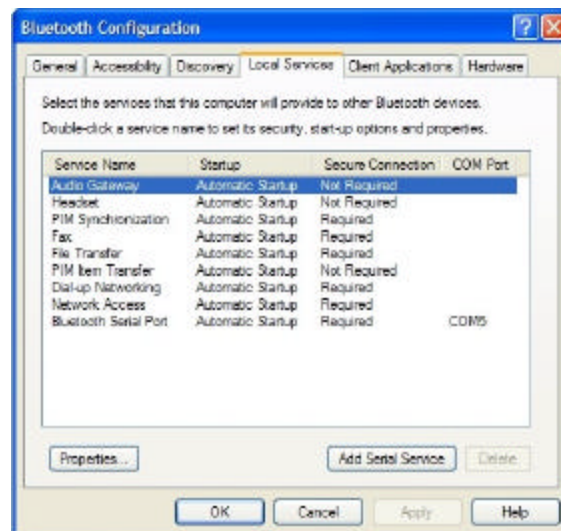 Bluetooth Configuration
General Accessibility Discovery Local Services Client Applications Hardware
Select the services that this computer will provide to other Bluetooth devices.
Double-click a service name to set its security, start-up options and properties.
Service Name Startup Secure Connection COM Port
Audio Gateway Automatic Startup Not Required
Headset Automatic Startup Not Required
PIM Synchronization Automatic Startup Required
Fax Automatic Startup Required
File Transfer Automatic Startup Required
PIM Item Transfer Automatic Startup Not Required
Dial-up Networking Automatic Startup Required
Network Access Automatic Startup Required
Bluetooth Serial Port Automatic Startup Required COM5
Properties... Add Serial Service Delete
OK Cancel Apply Help